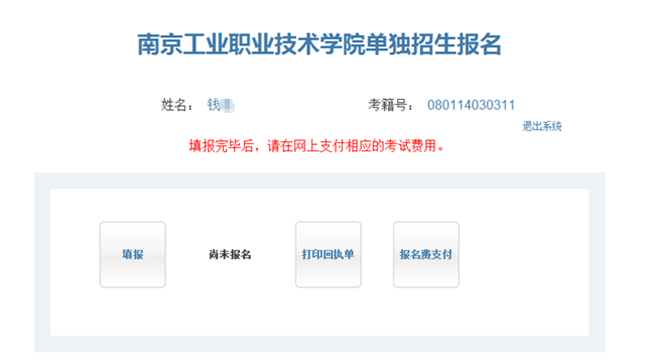 南京工业职业技术学院单独招生报名
姓名： 钱 考籍号： 080114030311
退出系统
填报完毕后，请在网上支付相应的考试费用。
填报 尚未报名 打印回执单 报名费支付